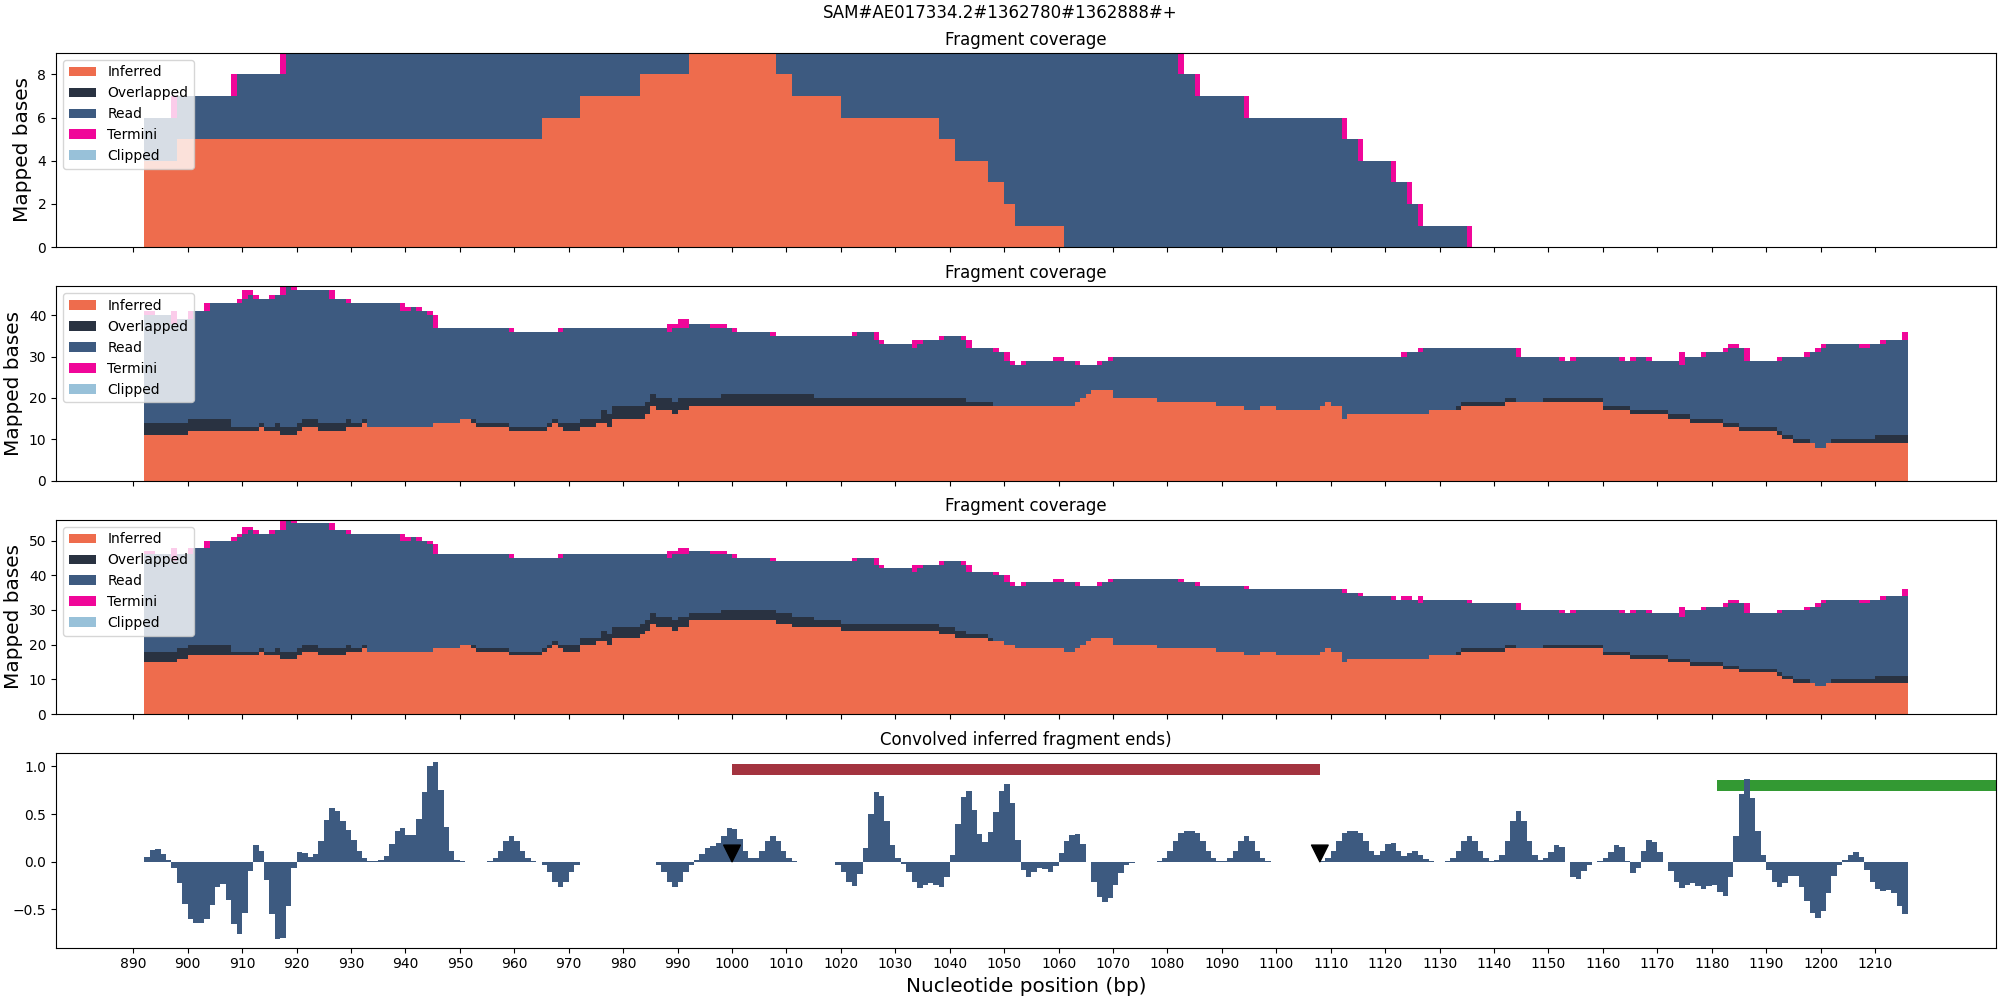 SAM#AE017334.2#1362780#1362888#+
Fragment coverage
Mapped bases
8
6
4
2
0
Inferred
Overlapped
Read
Termini
Clipped
Fragment coverage
Mapped bases
40
30
20
10
0
Inferred
Overlapped
Read
Termini
Clipped
Fragment coverage
Mapped bases
50
40
30
20
10
0
Inferred
Overlapped
Read
Termini
Clipped
Convolved inferred fragment ends)
1.0
0.5
0.0
−0.5
890 900 910 920 930 940 950 960 970 980 990 1000 1010 1020 1030 1040 1050 1060 1070 1080 1090 1100 1110 1120 1130 1140 1150 1160 1170 1180 1190 1200 1210
Nucleotide position (bp)